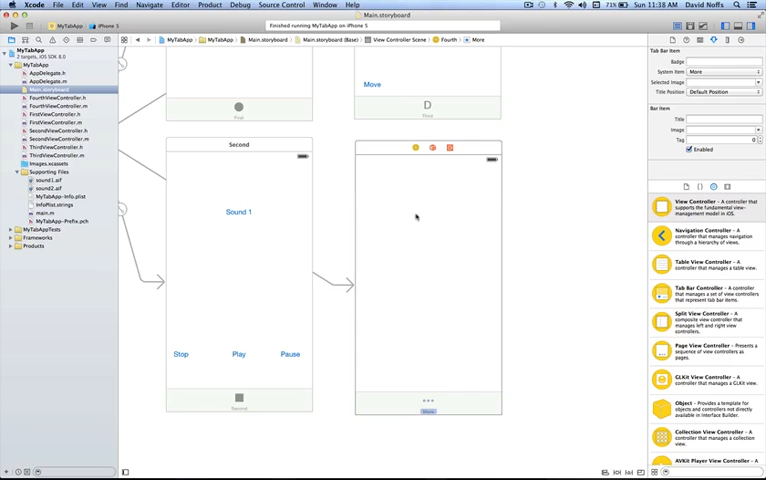 Xcode File Edit View Find Navigate Editor Product Debug Source Control Window Help 71% Sun 11:38 AM David Noffs
Main.storyboard
MyTabApp iPhone 5
Finished running MyTabApp on iPhone 5
MyTabApp MyTabApp Main.storyboard Main.storyboard (Base) View Controller Scene Fourth More
MyTabApp
2 targets, iOS SDK 8.0
MyTabApp
AppDelegate.h
AppDelegate.m
Main.storyboard
FourthViewController.h
FourthViewController.m
FirstViewController.h
FirstViewController.m
SecondViewController.h
SecondViewController.m
ThirdViewController.h
ThirdViewController.m
Images.xcassets
Supporting Files
sound1.aif
sound2.aif
MyTabApp-Info.plist
InfoPlist.strings
main.m
MyTabApp-Prefix.pch
MyTabAppTests
Frameworks
Products
First
Move
D
Third
Second
Sound 1
Stop Play Pause
Second
More
Tab Bar Item
Badge
System Item More
Selected Image
Title Position Default Position
Bar Item
Title
Image
Tag 0
Enabled
View Controller - A controller that supports the fundamental view-management model in iOS.
Navigation Controller - A controller that manages navigation through a hierarchy of views.
Table View Controller - A controller that manages a table view.
Tab Bar Controller - A controller that manages a set of view controllers that represent tab bar items.
Split View Controller - A composite view controller that manages left and right view controllers.
Page View Controller - Presents a sequence of view controllers as pages.
GLKit View Controller - A controller that manages a GLKit view.
Object - Provides a template for objects and controllers not directly available in Interface Builder.
Collection View Controller - A controller that manages a collection view.
AVKit Player View Controller - A